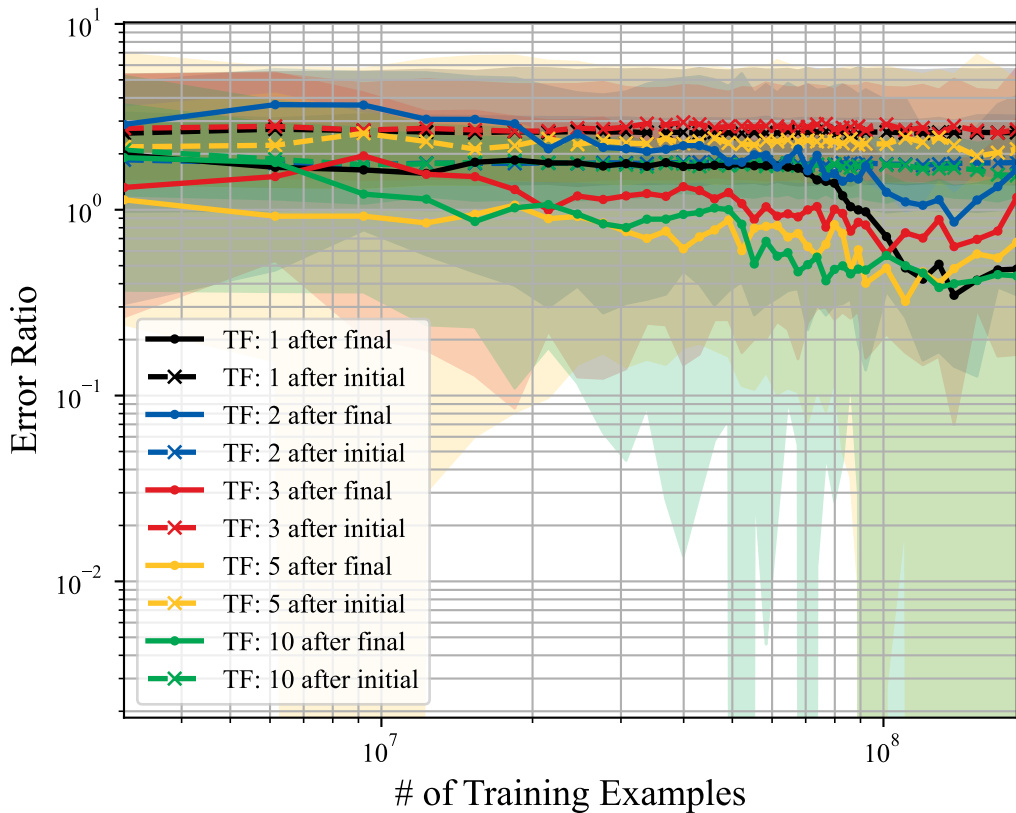 10^1
10^0
10^−1
10^−2
Error Ratio
TF: 1 after final
TF: 1 after initial
TF: 2 after final
TF: 2 after initial
TF: 3 after final
TF: 3 after initial
TF: 5 after final
TF: 5 after initial
TF: 10 after final
TF: 10 after initial
10^7
10^8
# of Training Examples